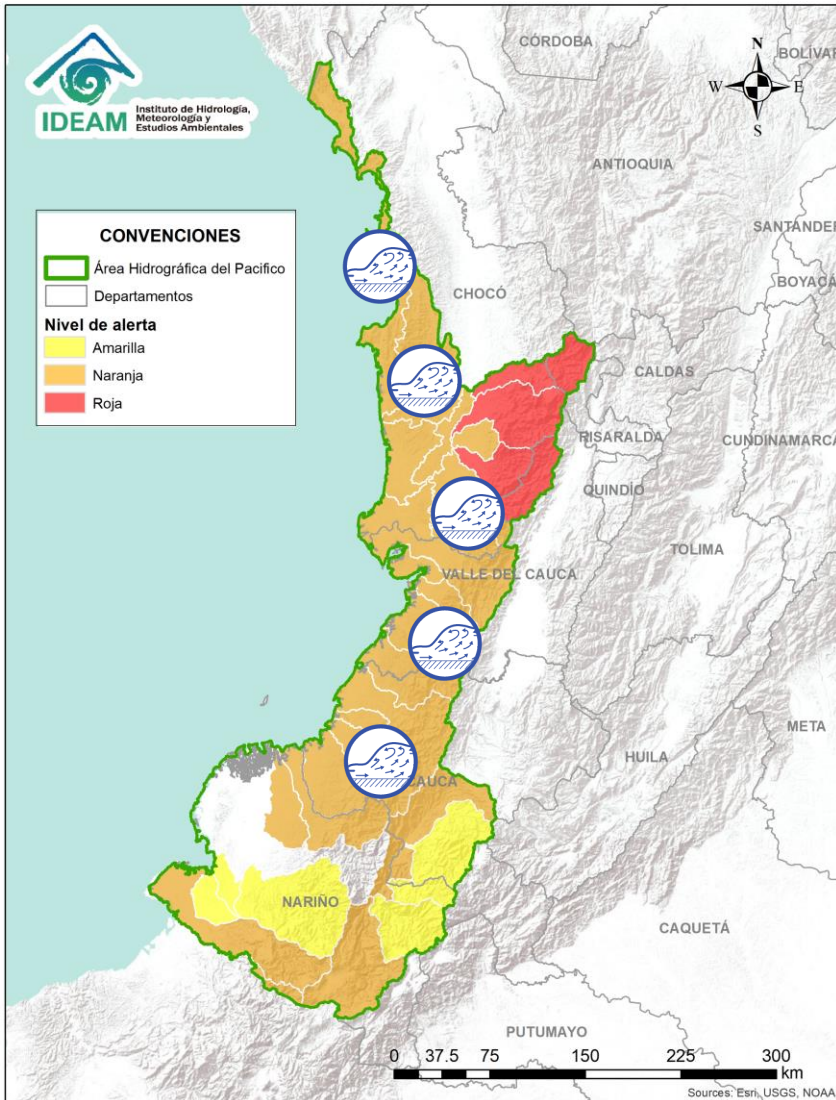 IDEAM
Instituto de Hidrología,
Meteorología y
Estudios Ambientales
CONVENCIONES
Área Hidrográfica del Pacifico
Departamentos
Nivel de alerta
Amarilla
Naranja
Roja
N
W
E
S
CÓRDOBA
BOLÍVAR
ANTIOQUIA
SANTANDER
BOYACÁ
CHOCÓ
CALDAS
RISARALDA
CUNDINAMARCA
QUINDÍO
TOLIMA
VALLE DEL CAUCA
META
HUILA
CAUCA
NARIÑO
CAQUETÁ
PUTUMAYO
0 37.5 75 150 225 300
km
Sources: Esri, USGS, NOAA